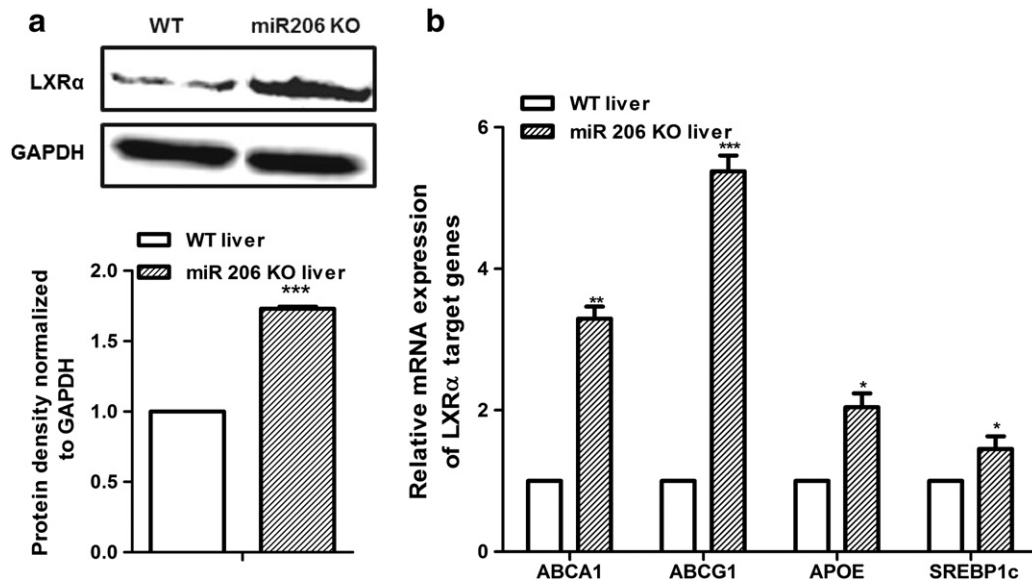 a
WT miR206 KO
LXRα
GAPDH
WT liver
miR 206 KO liver
Protein density normalized
to GAPDH
2.0
1.5
1.0
0.5
0.0
***
b
WT liver
miR 206 KO liver
Relative mRNA expression
of LXRα target genes
6
4
2
0
**
***
*
*
ABCA1 ABCG1 APOE SREBP1c